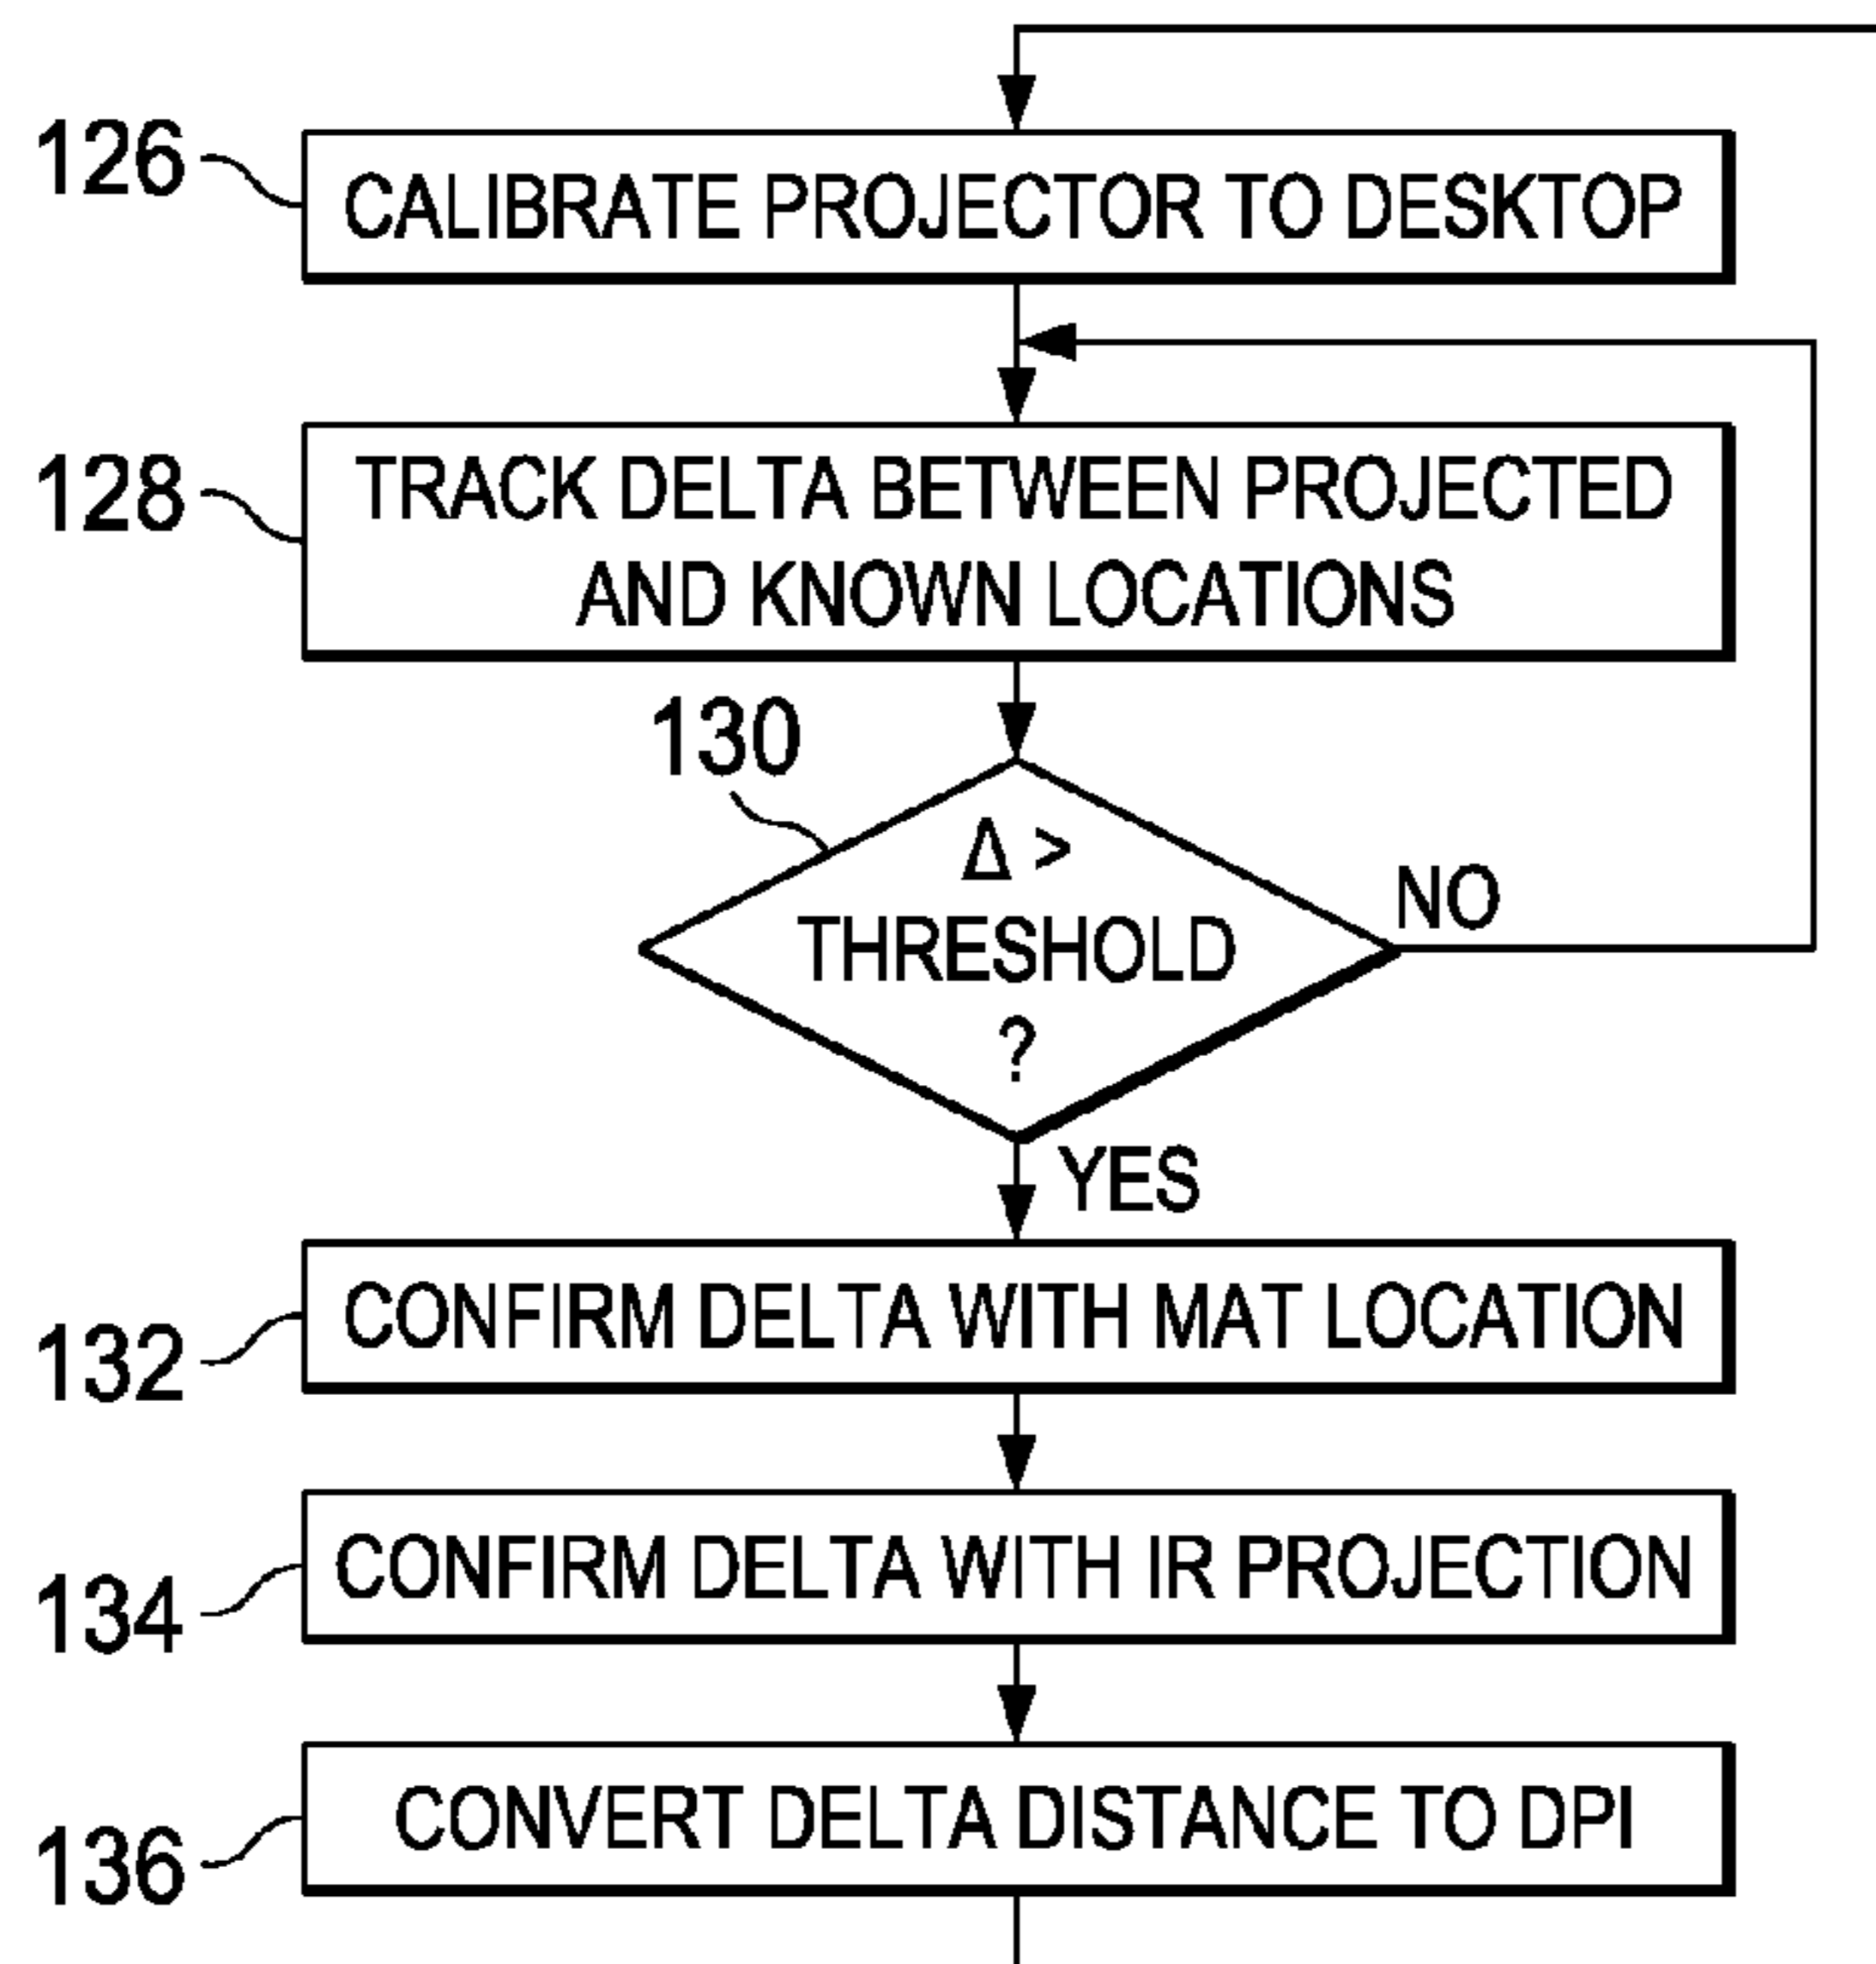 126
CALIBRATE PROJECTOR TO DESKTOP
128
TRACK DELTA BETWEEN PROJECTED
AND KNOWN LOCATIONS
130
Δ >
THRESHOLD
?
NO
YES
132
CONFIRM DELTA WITH MAT LOCATION
134
CONFIRM DELTA WITH IR PROJECTION
136
CONVERT DELTA DISTANCE TO DPI